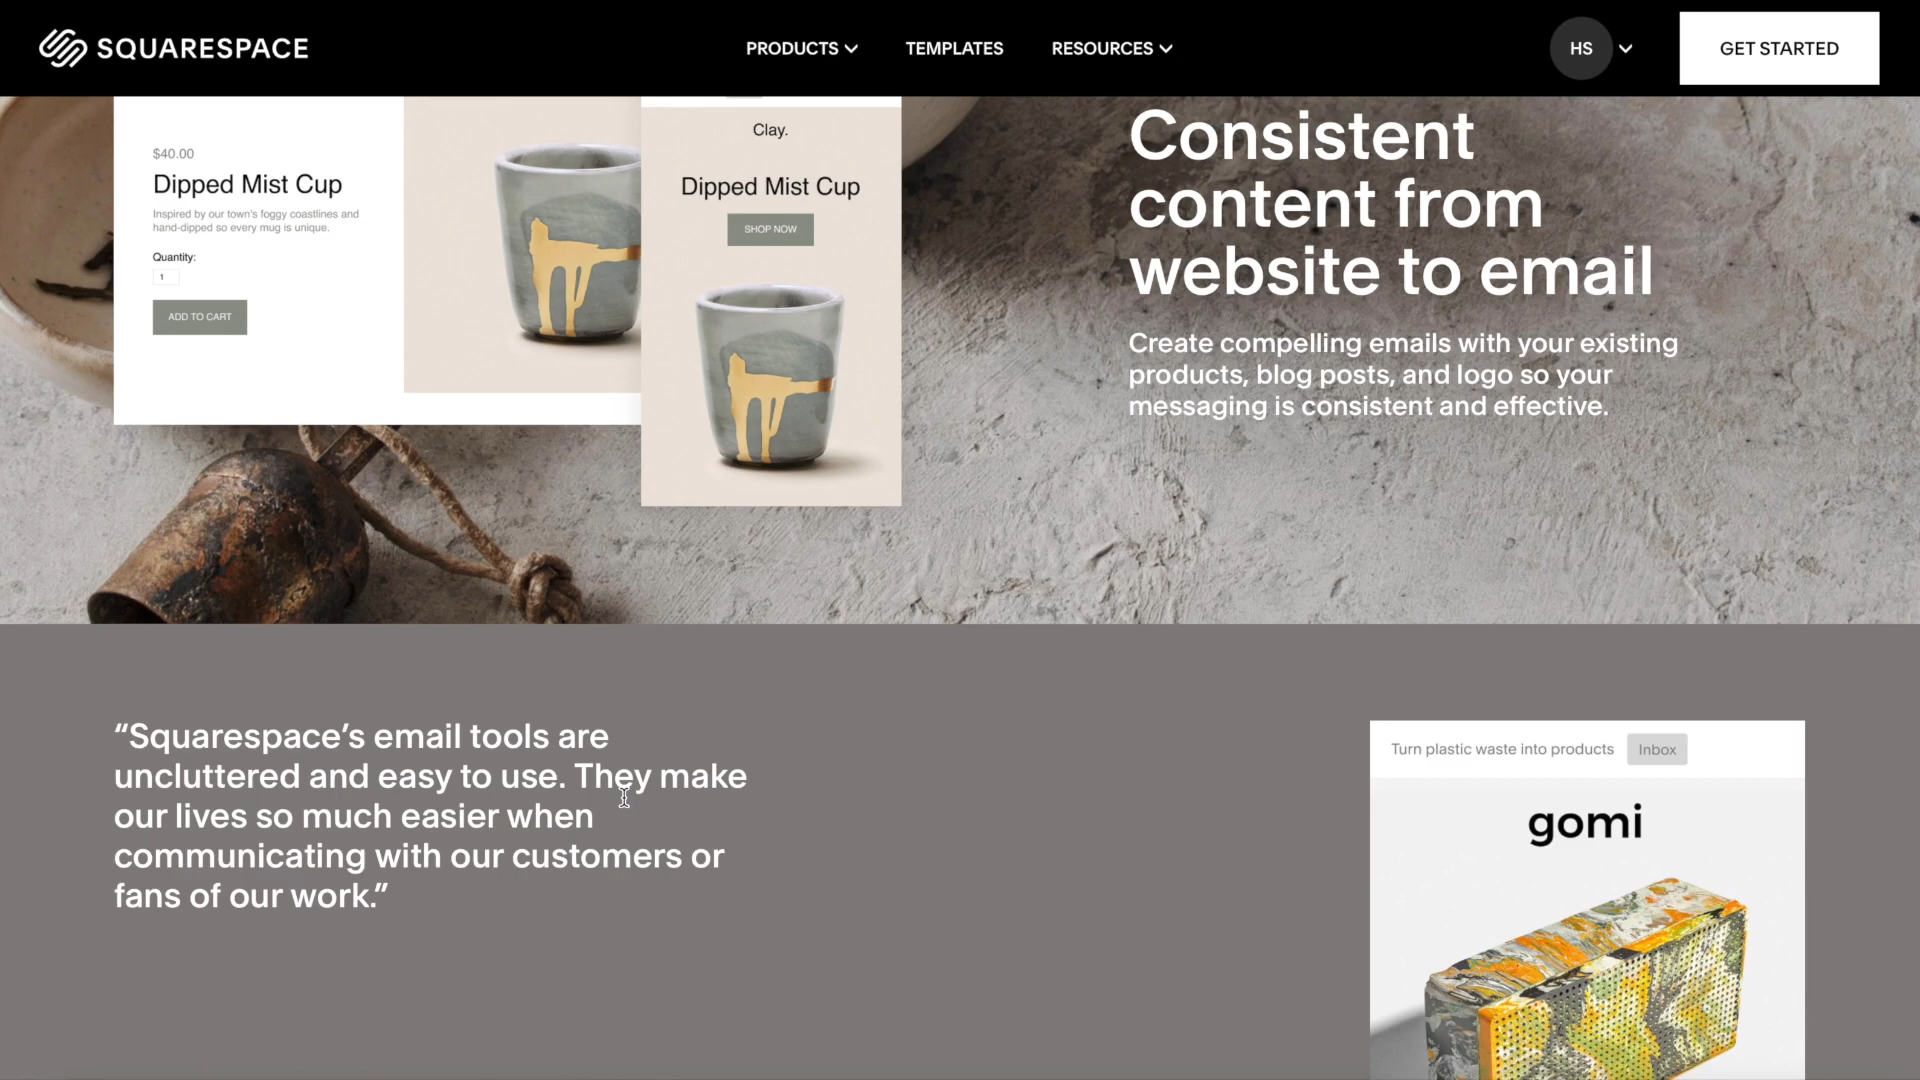 SQUARESPACE
PRODUCTS
TEMPLATES
RESOURCES
HS
GET STARTED
$40.00
Dipped Mist Cup
Inspired by our town's foggy coastlines and
hand-dipped so every mug is unique.
Quantity:
1
ADD TO CART
Clay.
Dipped Mist Cup
SHOP NOW
Consistent
content from
website to email
Create compelling emails with your existing
products, blog posts, and logo so your
messaging is consistent and effective.
“Squarespace’s email tools are
uncluttered and easy to use. They make
our lives so much easier when
communicating with our customers or
fans of our work.”
Turn plastic waste into products
Inbox
gomi